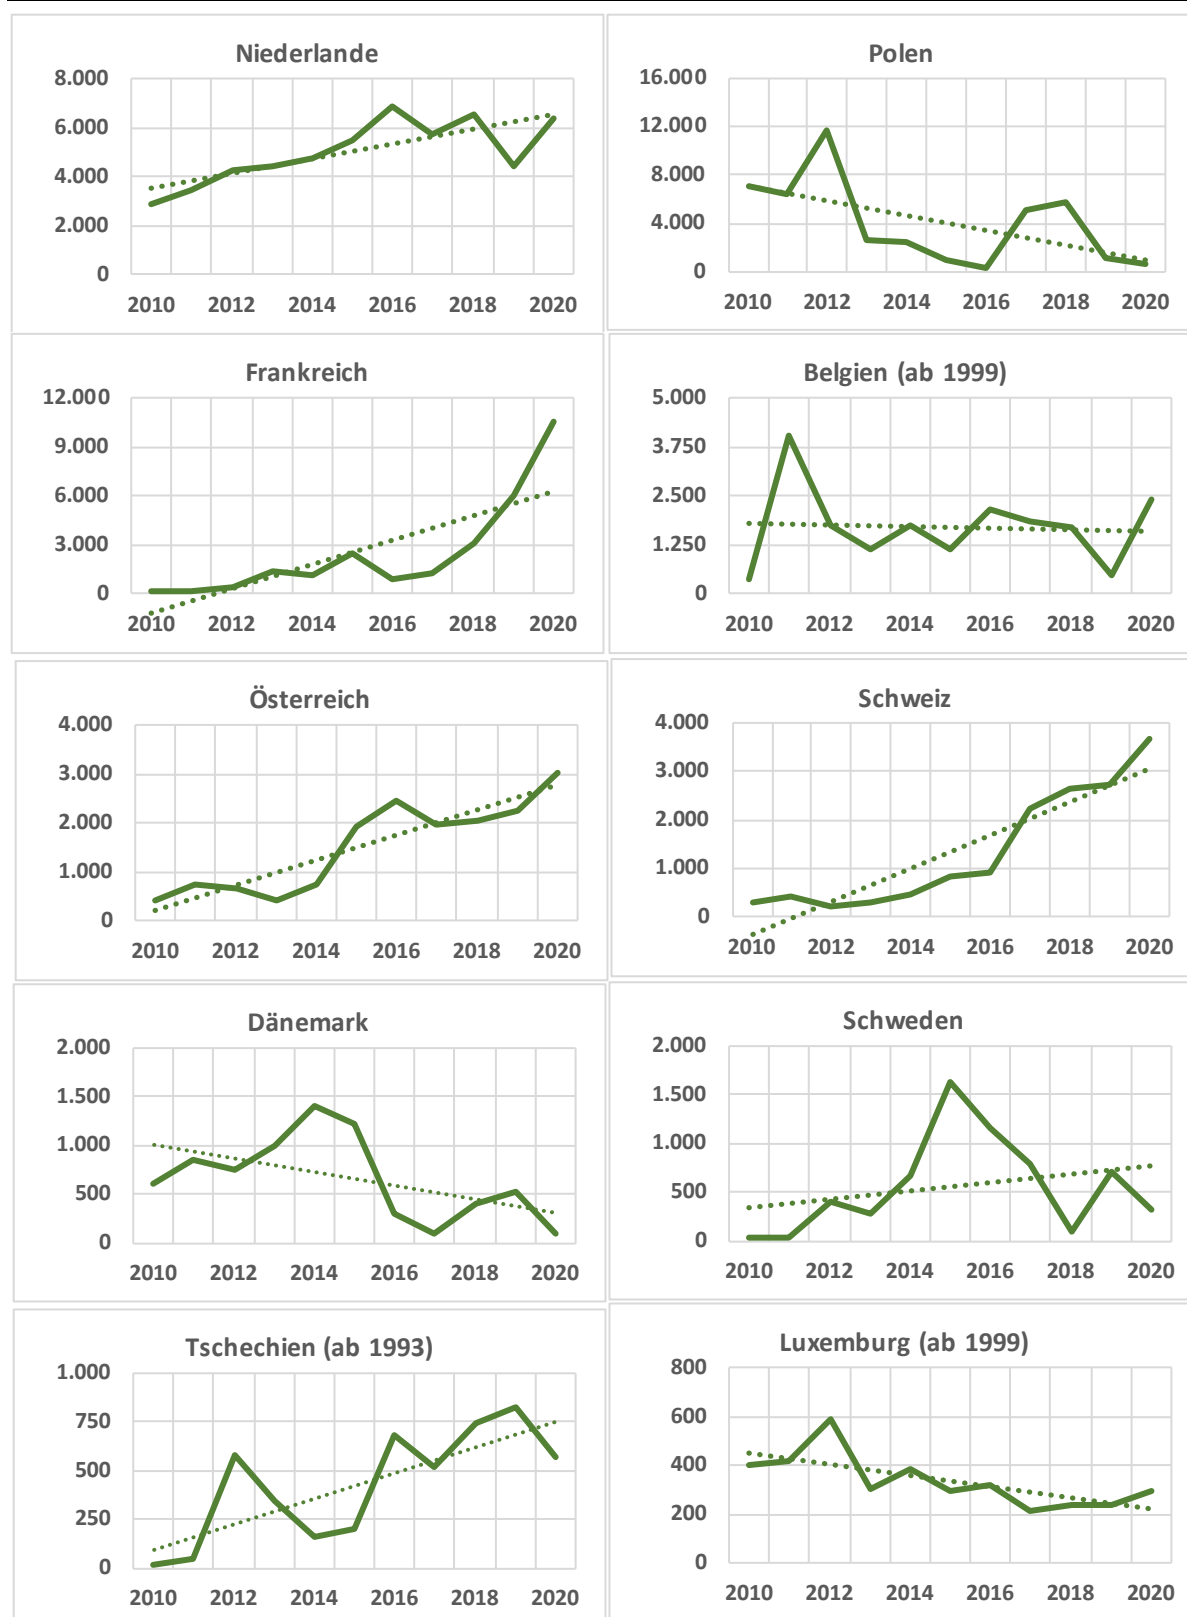 Niederlande
8.000
6.000
4.000
2.000
0
2010 2012 2014 2016 2018 2020
Polen
16.000
12.000
8.000
4.000
0
2010 2012 2014 2016 2018 2020
Frankreich
12.000
9.000
6.000
3.000
0
2010 2012 2014 2016 2018 2020
Belgien (ab 1999)
5.000
3.750
2.500
1.250
0
2010 2012 2014 2016 2018 2020
Österreich
4.000
3.000
2.000
1.000
0
2010 2012 2014 2016 2018 2020
Schweiz
4.000
3.000
2.000
1.000
0
2010 2012 2014 2016 2018 2020
Dänemark
2.000
1.500
1.000
500
0
2010 2012 2014 2016 2018 2020
Schweden
2.000
1.500
1.000
500
0
2010 2012 2014 2016 2018 2020
Tschechien (ab 1993)
1.000
750
500
250
0
2010 2012 2014 2016 2018 2020
Luxemburg (ab 1999)
800
600
400
200
0
2010 2012 2014 2016 2018 2020